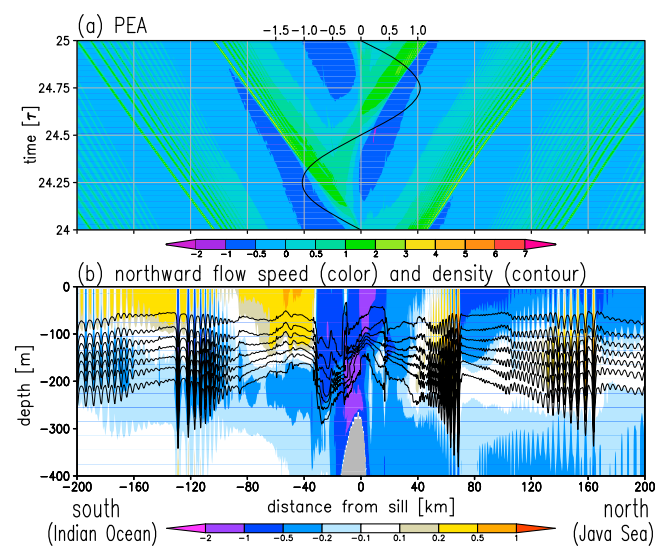 (a) PEA
−1.5 −1.0 −0.5 0 0.5 1.0
25
24.75
24.5
24.25
24
time [τ]
−2 −1 −0.5 0 0.5 1 2 3 4 5 6 7
(b) northward flow speed (color) and density (contour)
0
−100
−200
−300
−400
depth [m]
−200 −160 −120 −80 −40 0 40 80 120 160 200
south distance from sill [km] north
(Indian Ocean) (Java Sea)
−2 −1 −0.5 −0.2 −0.1 0.1 0.2 0.5 1